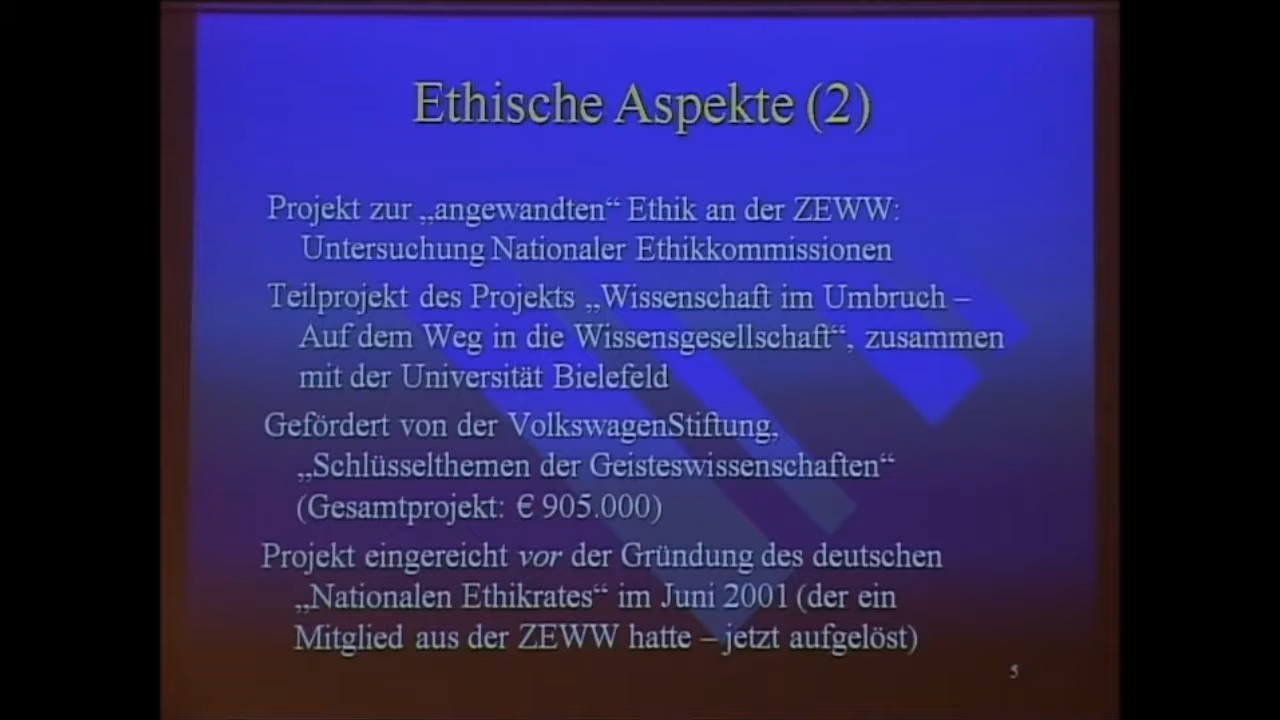 Ethische Aspekte (2)
Projekt zur „angewandten“ Ethik an der ZEWW:
Untersuchung Nationaler Ethikkommissionen
Teilprojekt des Projekts „Wissenschaft im Umbruch –
Auf dem Weg in die Wissensgesellschaft“, zusammen
mit der Universität Bielefeld
Gefördert von der VolkswagenStiftung,
„Schlüsselthemen der Geisteswissenschaften“
(Gesamtprojekt: € 905.000)
Projekt eingereicht vor der Gründung des deutschen
„Nationalen Ethikrates“ im Juni 2001 (der ein
Mitglied aus der ZEWW hatte – jetzt aufgelöst)
5